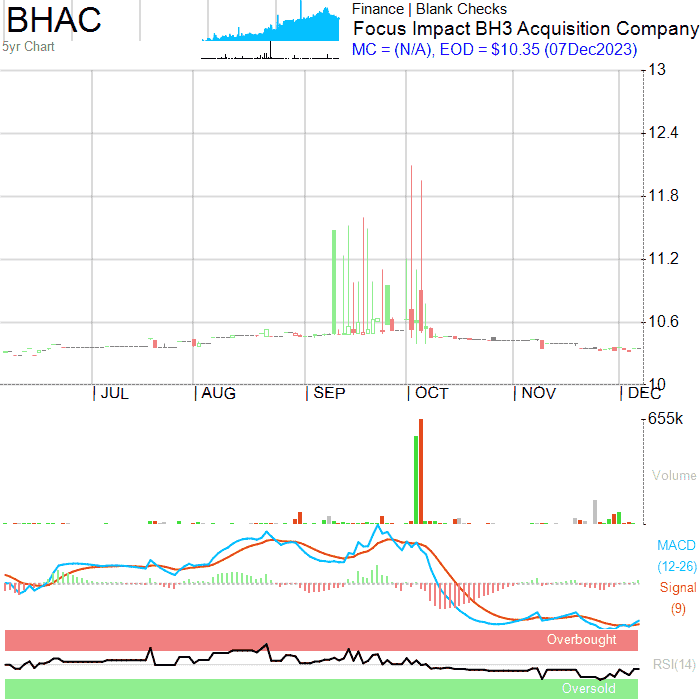 BHAC
5yr Chart
Finance | Blank Checks
Focus Impact BH3 Acquisition Company
MC = (N/A), EOD = $10.35 (07Dec2023)
13
12.4
11.8
11.2
10.6
10
JUL AUG SEP OCT NOV DEC
655k
Volume
MACD
(12-26)
Signal
(9)
Overbought
RSI(14)
Oversold